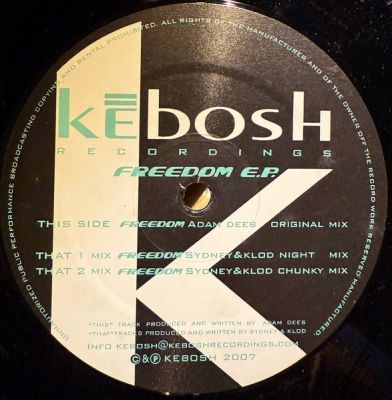 UNAUTORIZED PUBLIC PERFORMANCE BROADCASTING COPYING AND RENTAL PROHIBITED. ALL RIGHTS OF THE MANUFACTURER AND OF THE OWNER OFF THE RECORD WORK RESERVED MANUFACTURED.
kēbosh
RECORDINGS
FREEDOM E.P.
THIS SIDE FREEDOM ADAM DEES ORIGINAL MIX
THAT 1 MIX FREEDOM SYDNEY&KLOD NIGHT MIX
THAT 2 MIX FREEDOM SYDNEY&KLOD CHUNKY MIX
"THIS" TRACK PRODUCED AND WRITTEN BY ADAM DEES
"THAT"TRACKS PRODUCED AND WRITTEN BY SYDNEY & KLOD
INFO KEBOSH@KEBOSHRECORDINGS.COM
©&℗ KEBOSH 2007